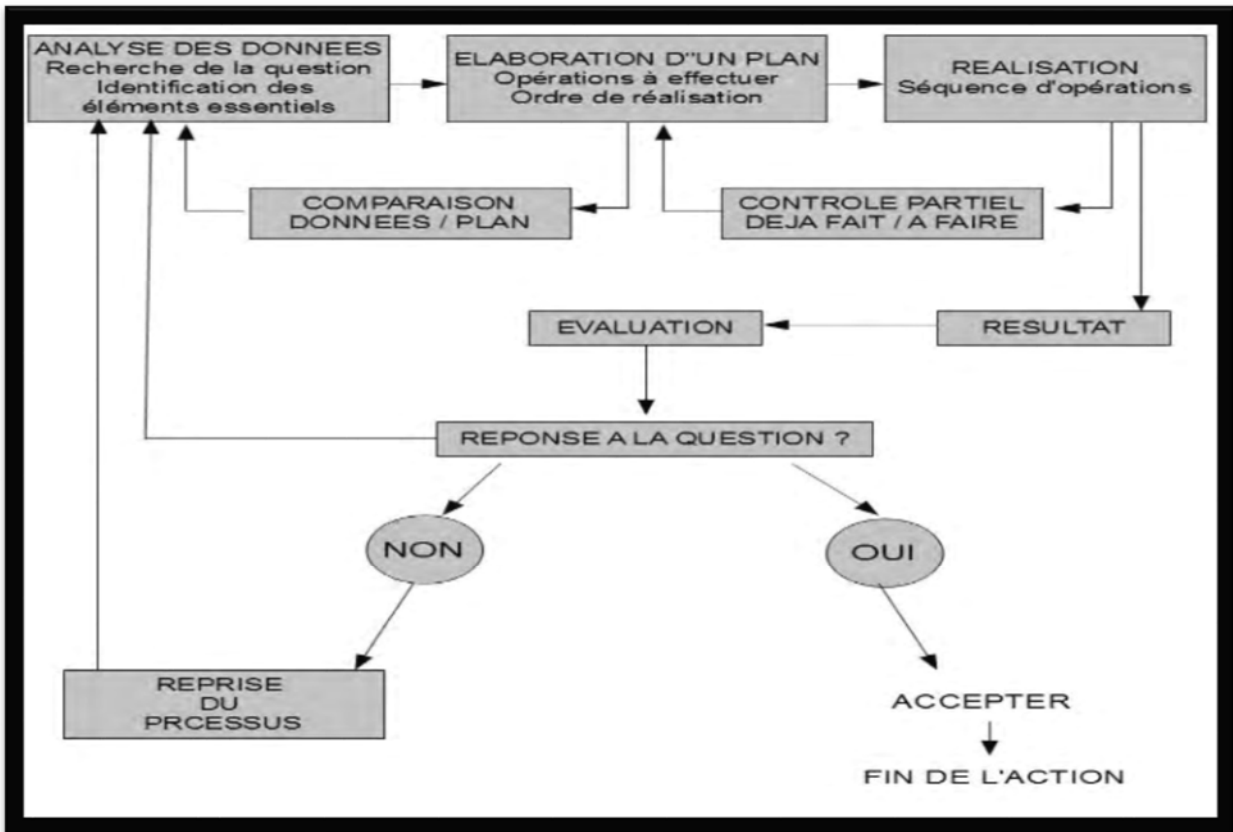 ANALYSE DES DONNEES
Recherche de la question
Identification des
éléments essentiels
ELABORATION D"UN PLAN
Opérations à effectuer
Ordre de réalisation
REALISATION
Séquence d'opérations
COMPARAISON
DONNEES / PLAN
CONTROLE PARTIEL
DEJA FAIT / A FAIRE
EVALUATION
RESULTAT
REPONSE A LA QUESTION ?
NON
OUI
REPRISE
DU
PRCESSUS
ACCEPTER
FIN DE L'ACTION